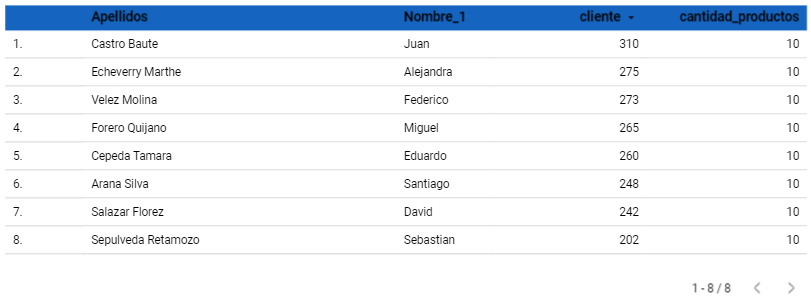 Apellidos Nombre_1 cliente cantidad_productos
1. Castro Baute Juan 310 10
2. Echeverry Marthe Alejandra 275 10
3. Velez Molina Federico 273 10
4. Forero Quijano Miguel 265 10
5. Cepeda Tamara Eduardo 260 10
6. Arana Silva Santiago 248 10
7. Salazar Florez David 242 10
8. Sepulveda Retamozo Sebastian 202 10
1 - 8 / 8